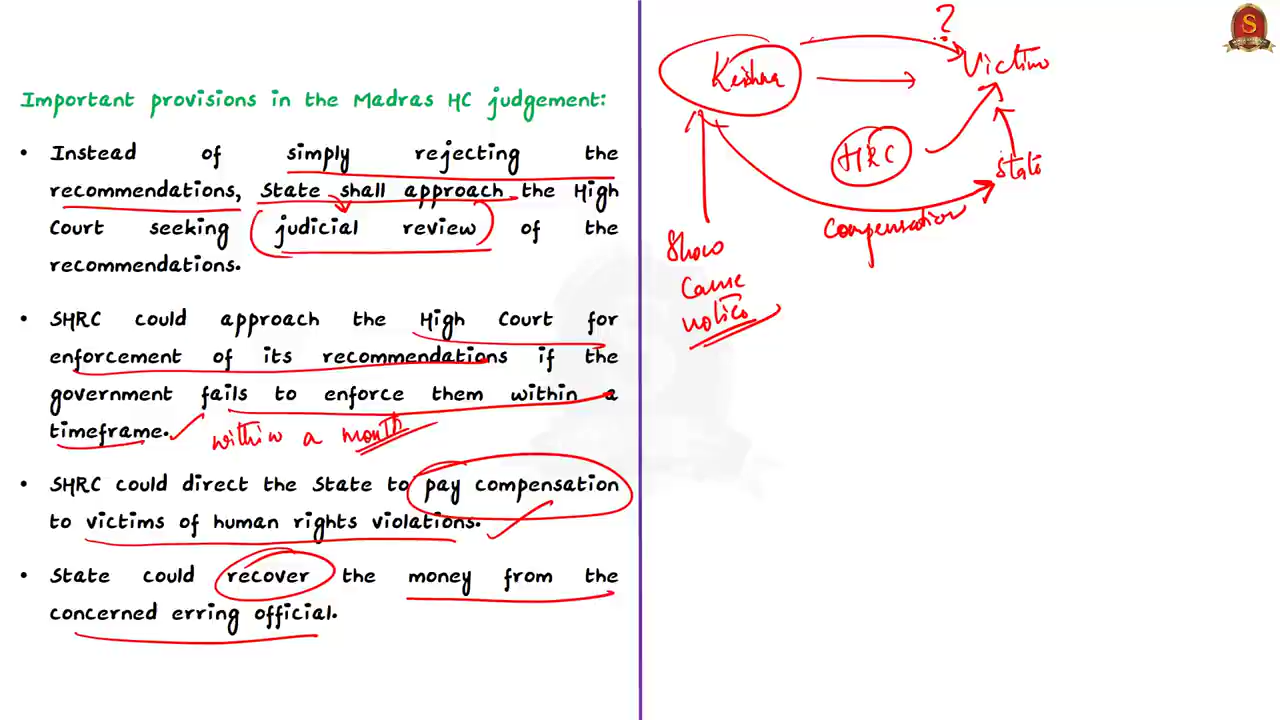 Important provisions in the Madras HC judgement:
• Instead of simply rejecting the
recommendations, State shall approach the High
Court seeking judicial review of the
recommendations.
• SHRC could approach the High Court for
enforcement of its recommendations if the
government fails to enforce them within a
timeframe.
within a month
• SHRC could direct the State to pay compensation
to victims of human rights violations.
• State could recover the money from the
concerned erring official.
?
Victim
HRC
State
Compensation
Show
Cause
notice